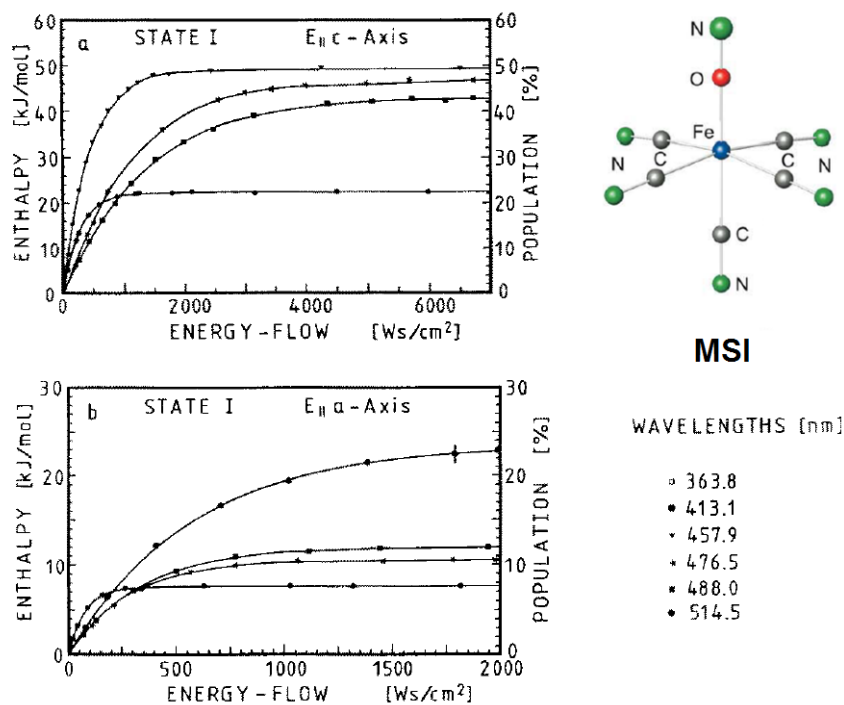 a STATE I E∥ c-Axis
ENTHALPY [kJ/mol]
60
50
40
30
20
10
0
POPULATION [%]
60
50
40
30
20
10
0
0 2000 4000 6000
ENERGY-FLOW [Ws/cm²]
N
O
Fe
N C C N
C
N
MSI
b STATE I E∥ a-Axis
ENTHALPY [kJ/mol]
30
20
10
0
POPULATION [%]
30
20
10
0
0 500 1000 1500 2000
ENERGY-FLOW [Ws/cm²]
WAVELENGTHS [nm]
363.8
413.1
457.9
476.5
488.0
514.5